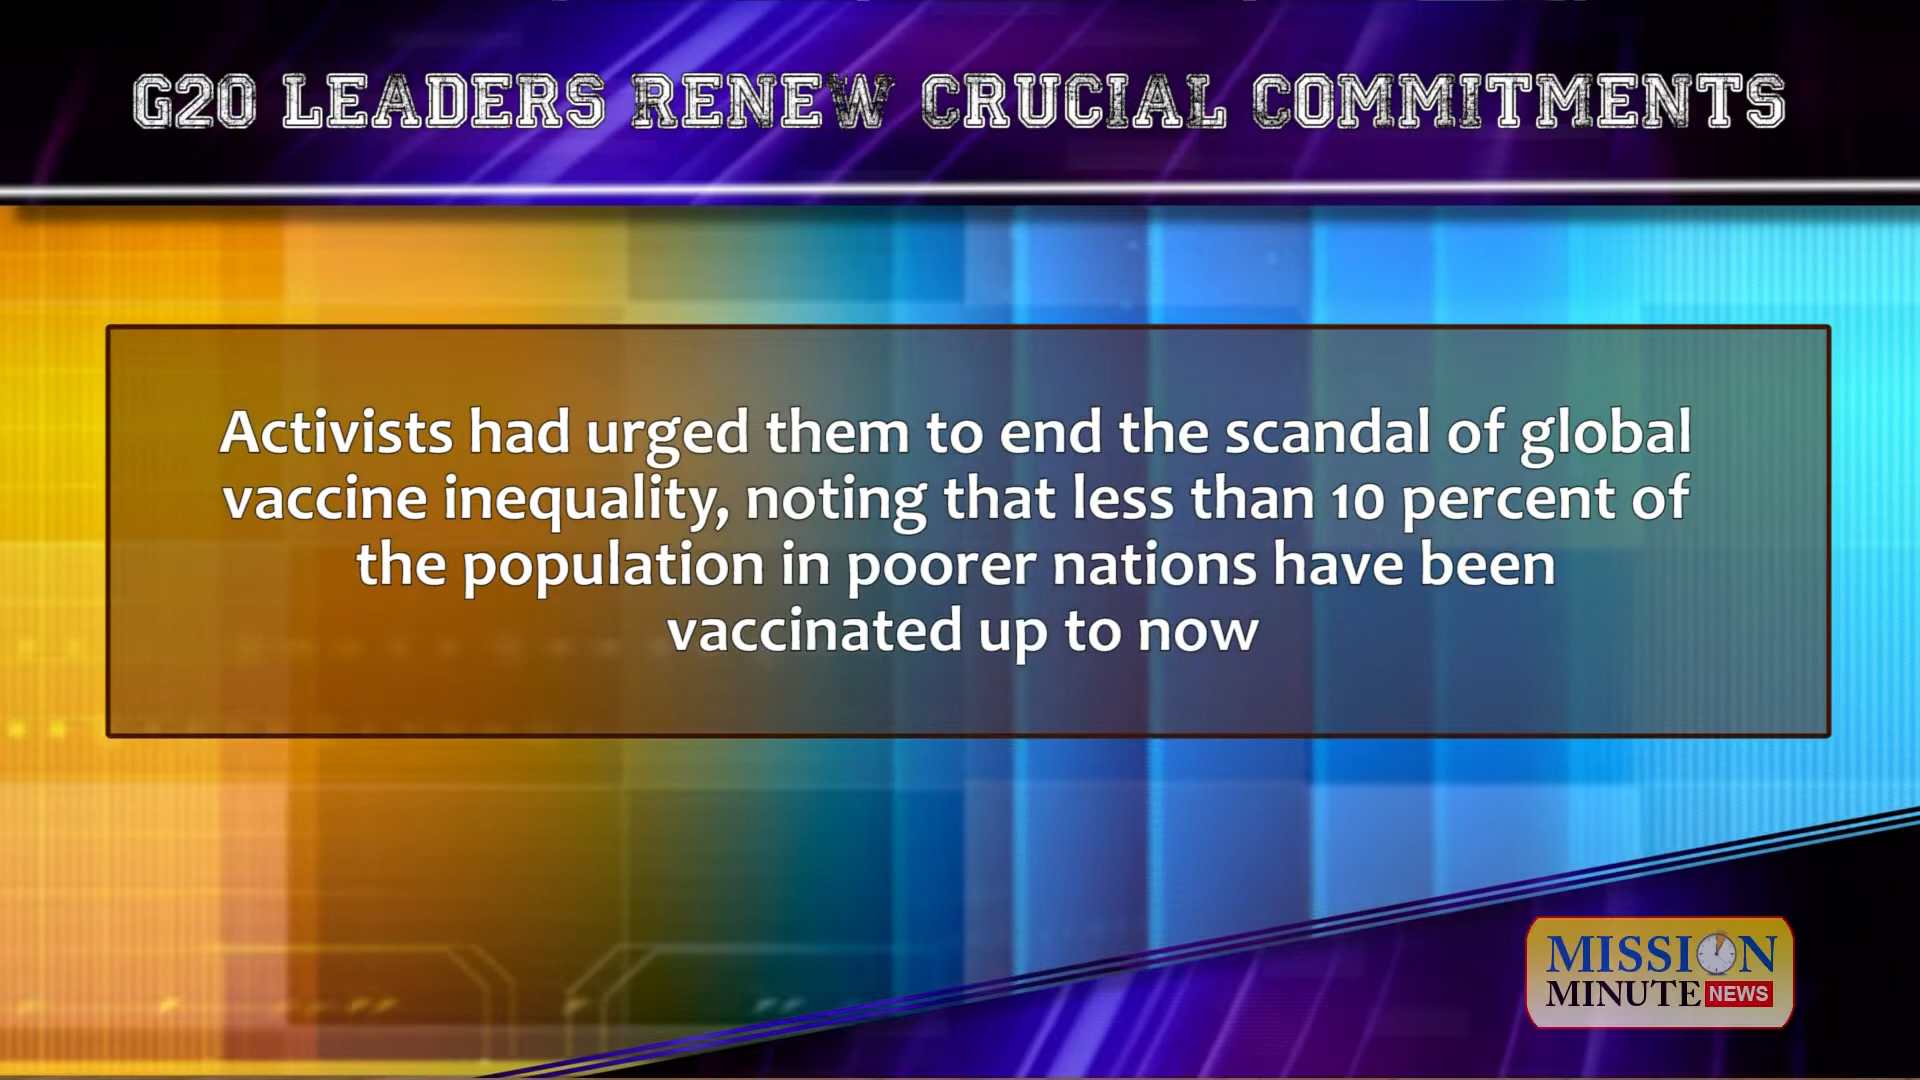 G20 LEADERS RENEW CRUCIAL COMMITMENTS
Activists had urged them to end the scandal of global
vaccine inequality, noting that less than 10 percent of
the population in poorer nations have been
vaccinated up to now
MISSION
MINUTE NEWS